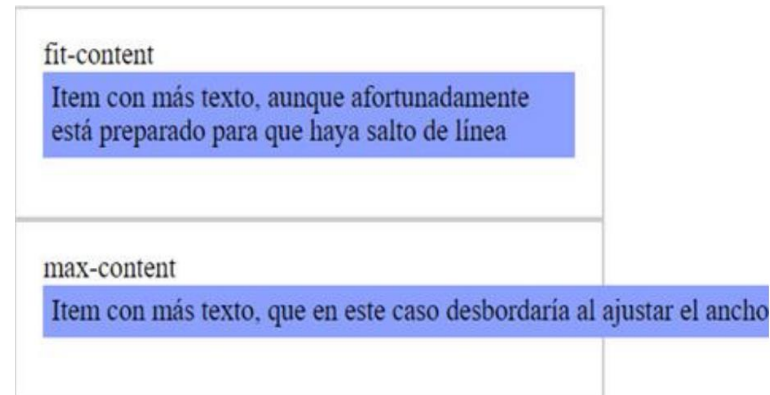 fit-content
Item con más texto, aunque afortunadamente
está preparado para que haya salto de línea
max-content
Item con más texto, que en este caso desbordaría al ajustar el ancho